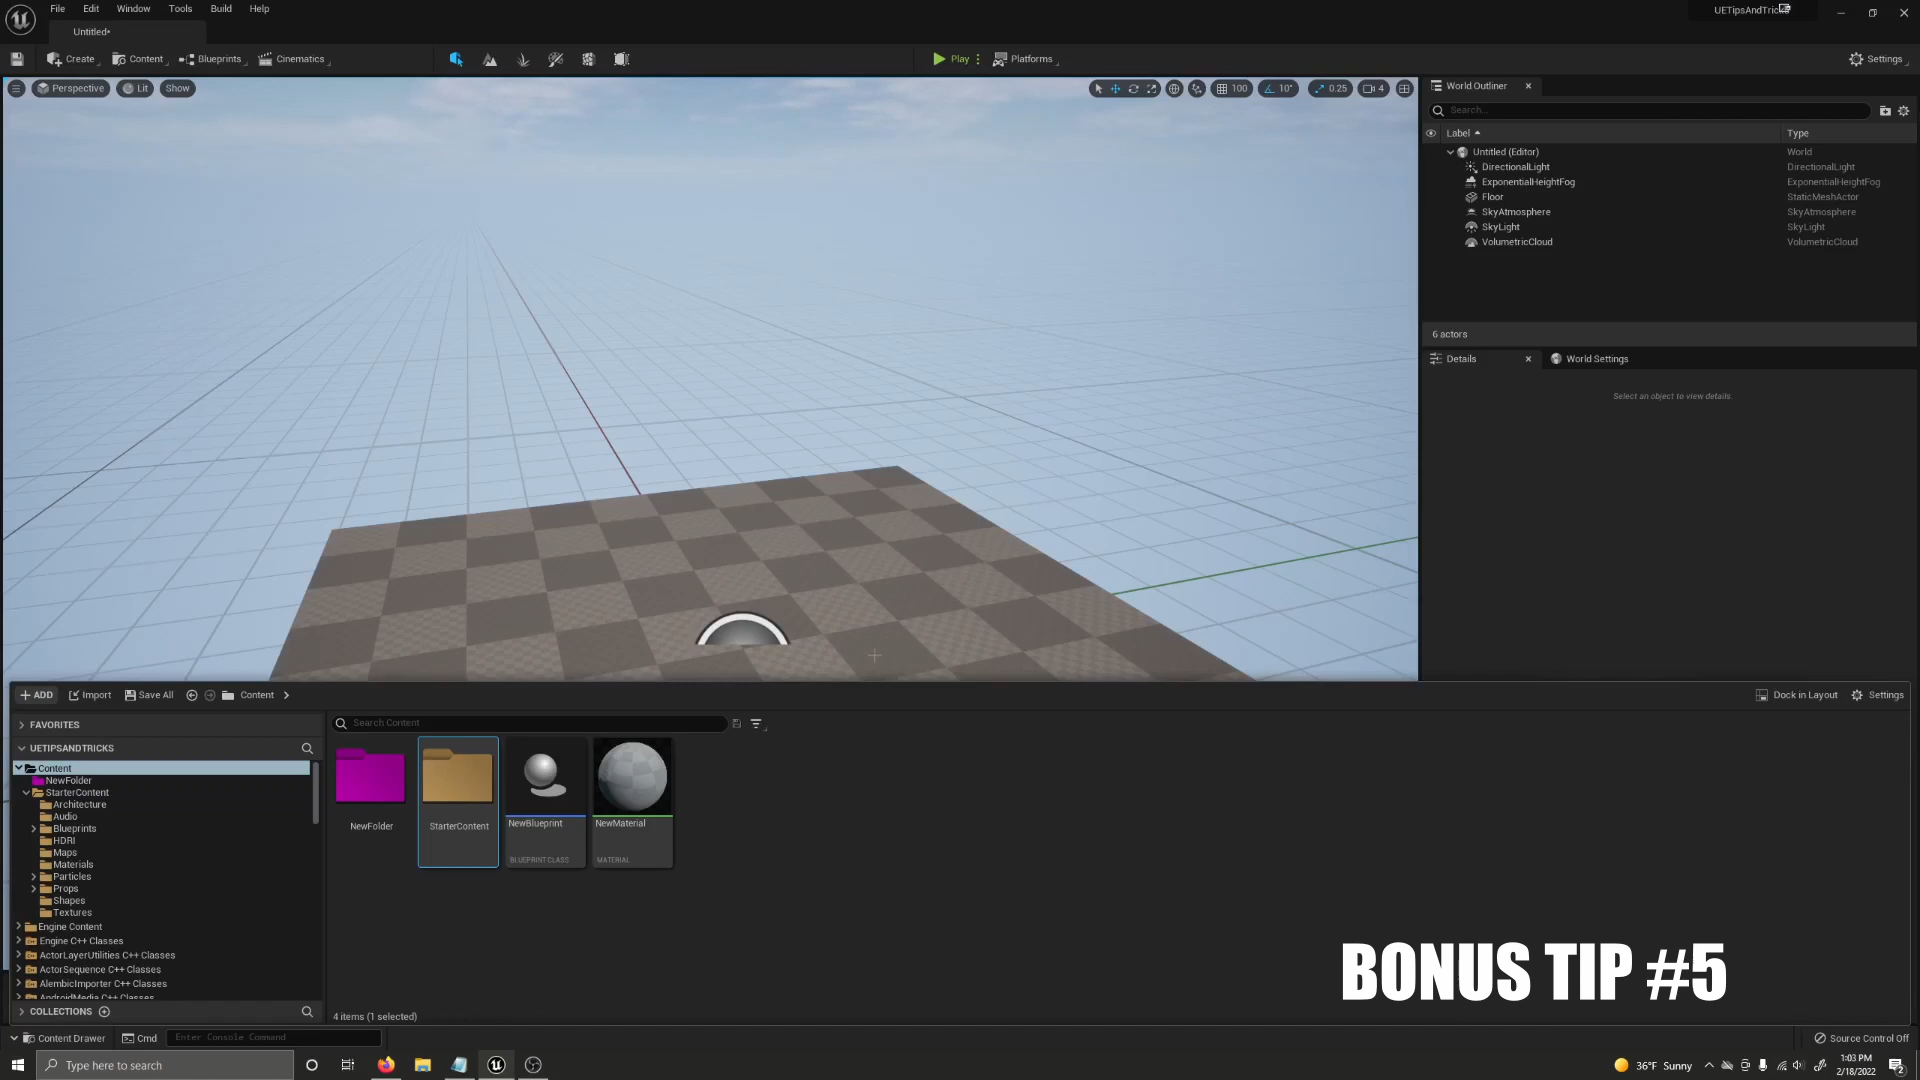 File Edit Window Tools Build Help
UETipsAndTricks
Untitled*
Create Content Blueprints Cinematics Play Platforms Settings
Perspective Lit Show 100 10° 0.25 4
World Outliner
Search...
Label Type
Untitled (Editor) World
DirectionalLight DirectionalLight
ExponentialHeightFog ExponentialHeightFog
Floor StaticMeshActor
SkyAtmosphere SkyAtmosphere
SkyLight SkyLight
VolumetricCloud VolumetricCloud
6 actors
Details World Settings
Select an object to view details.
+ ADD Import Save All Content Dock in Layout Settings
FAVORITES
Search Content
UETIPSANDTRICKS
Content
NewFolder
StarterContent
Architecture
Audio
Blueprints
HDRI
Maps
Materials
Particles
Props
Shapes
Textures
Engine Content
Engine C++ Classes
ActorLayerUtilities C++ Classes
ActorSequence C++ Classes
AlembicImporter C++ Classes
AndroidMedia C++ Classes
COLLECTIONS
NewFolder StarterContent NewBlueprint NewMaterial
BLUEPRINT CLASS MATERIAL
4 items (1 selected)
BONUS TIP #5
Content Drawer Cmd Enter Console Command Source Control Off
Type here to search
36°F Sunny
1:03 PM
2/18/2022
2